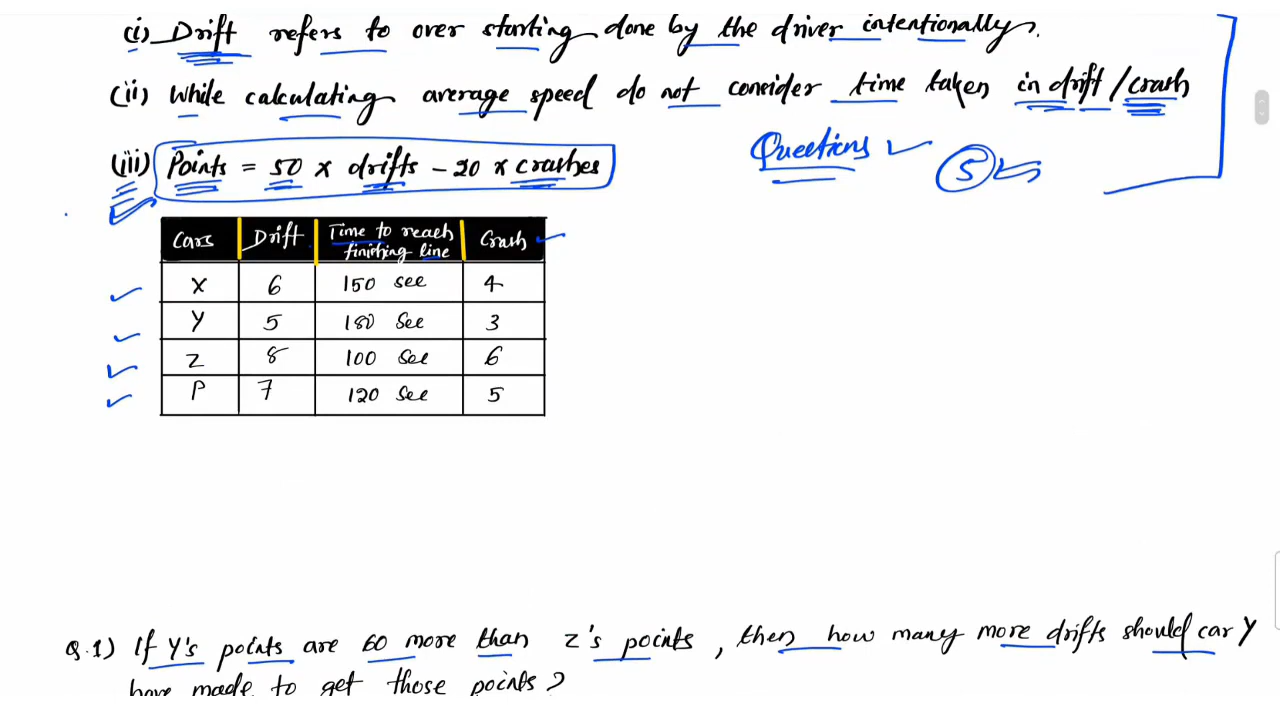 (i) Drift refers to over starting done by the driver intentionally.
(ii) While calculating average speed do not consider time taken in drift/crash
(iii) Points = 50 x drifts - 20 x crashes
Questions
5
Cars Drift Time to reach finishing line Crash
X 6 150 sec 4
Y 5 180 Sec 3
Z 8 100 Sec 6
P 7 120 Sec 5
Q.1) If Y's points are 60 more than Z's points, then how many more drifts should car Y
have made to get those points?